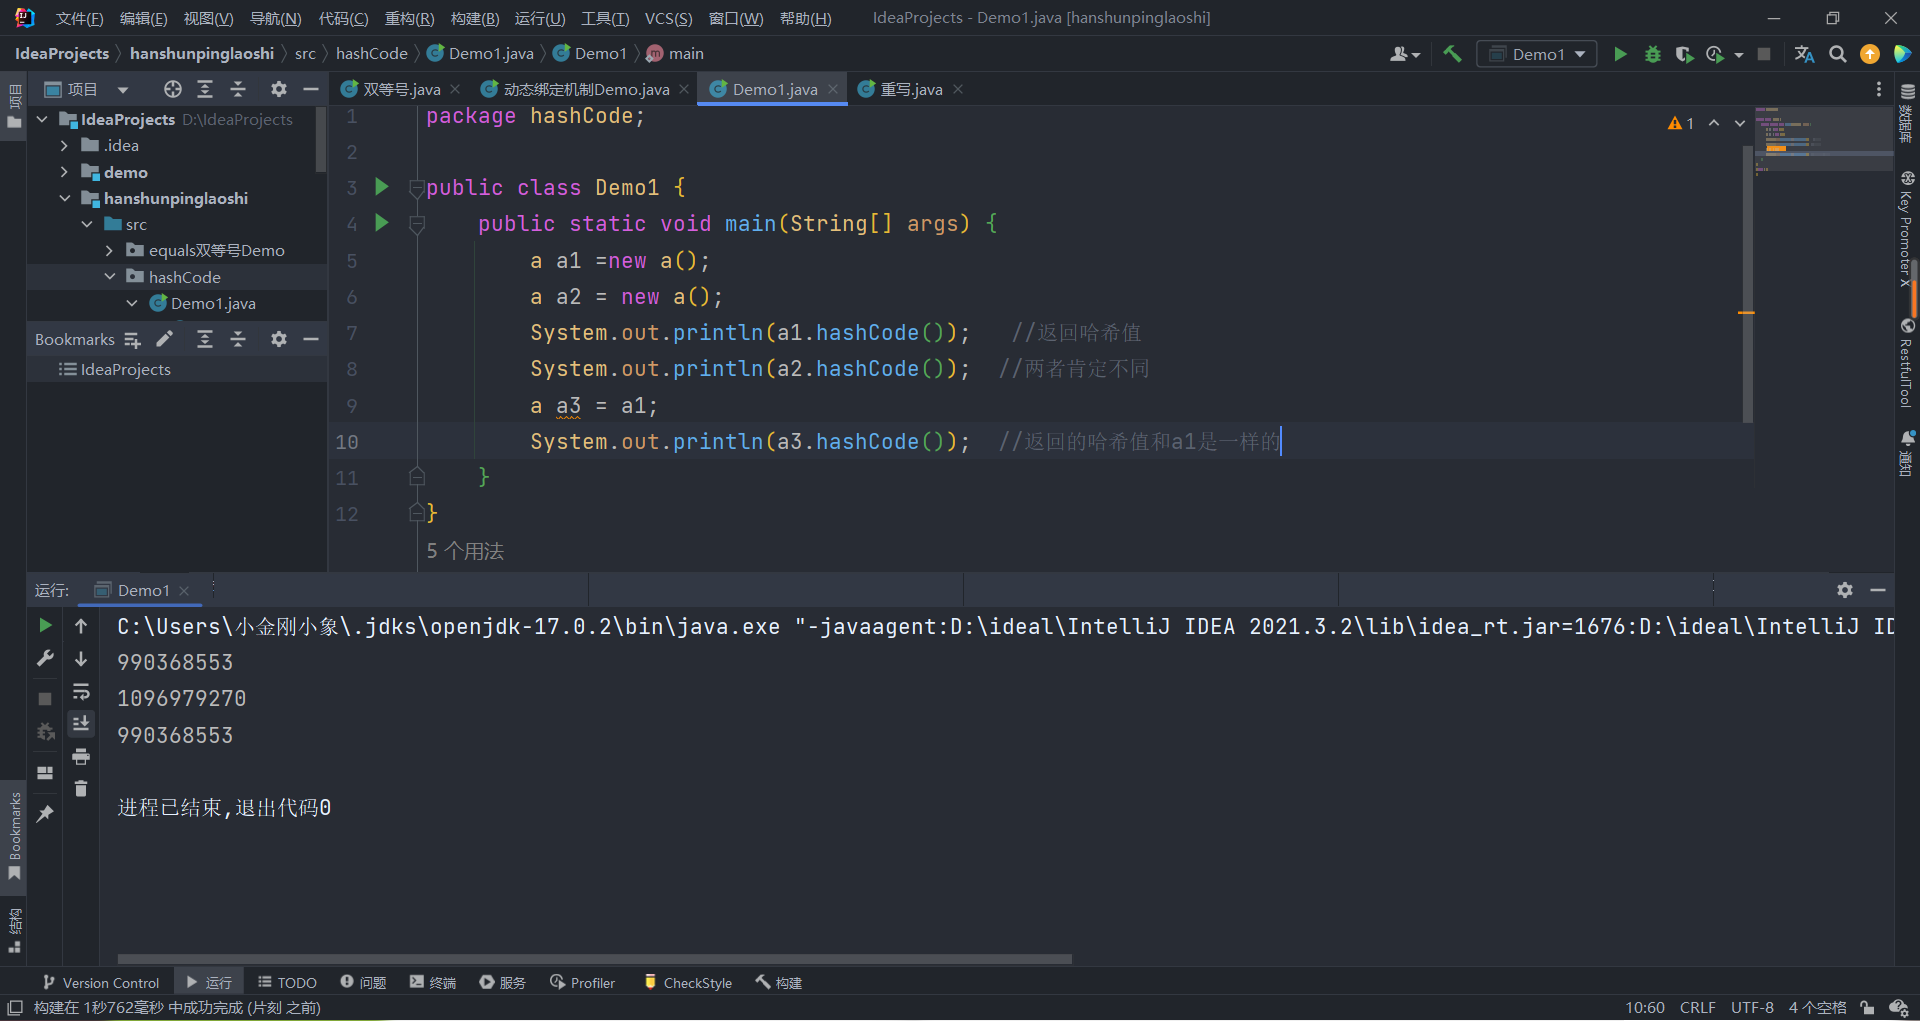 文件(F) 编辑(E) 视图(V) 导航(N) 代码(C) 重构(R) 构建(B) 运行(U) 工具(T) VCS(S) 窗口(W) 帮助(H) IdeaProjects - Demo1.java [hanshunpinglaoshi]
IdeaProjects hanshunpinglaoshi src hashCode Demo1.java Demo1 main Demo1
项目
项目
双等号.java 动态绑定机制Demo.java Demo1.java 重写.java
IdeaProjects D:\IdeaProjects
.idea
demo
hanshunpinglaoshi
src
equals双等号Demo
hashCode
Demo1.java
Bookmarks
IdeaProjects
1 package hashCode;
2
3 public class Demo1 {
4 public static void main(String[] args) {
5 a a1 =new a();
6 a a2 = new a();
7 System.out.println(a1.hashCode()); //返回哈希值
8 System.out.println(a2.hashCode()); //两者肯定不同
9 a a3 = a1;
10 System.out.println(a3.hashCode()); //返回的哈希值和a1是一样的
11 }
12 }
5 个用法
1
数据库
Key Promoter X
RestfulTool
通知
运行: Demo1
C:\Users\小金刚小象\.jdks\openjdk-17.0.2\bin\java.exe "-javaagent:D:\ideal\IntelliJ IDEA 2021.3.2\lib\idea_rt.jar=1676:D:\ideal\IntelliJ ID
990368553
1096979270
990368553
进程已结束,退出代码0
Bookmarks
结构
Version Control 运行 TODO 问题 终端 服务 Profiler CheckStyle 构建
构建在 1秒762毫秒 中成功完成 (片刻 之前) 10:60 CRLF UTF-8 4 个空格